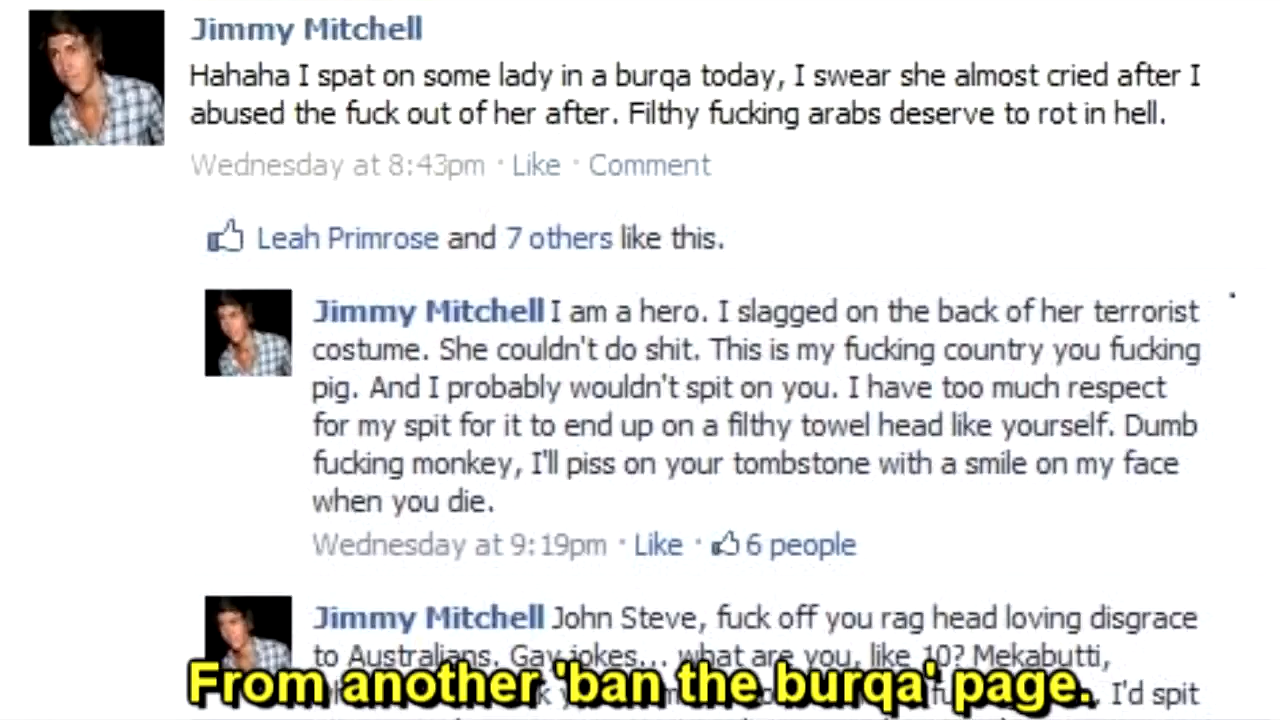 Jimmy Mitchell
Hahaha I spat on some lady in a burqa today, I swear she almost cried after I
abused the fuck out of her after. Filthy fucking arabs deserve to rot in hell.
Wednesday at 8:43pm · Like · Comment
Leah Primrose and 7 others like this.
Jimmy Mitchell I am a hero. I slagged on the back of her terrorist
costume. She couldn't do shit. This is my fucking country you fucking
pig. And I probably wouldn't spit on you. I have too much respect
for my spit for it to end up on a filthy towel head like yourself. Dumb
fucking monkey, I'll piss on your tombstone with a smile on my face
when you die.
Wednesday at 9:19pm · Like · 6 people
Jimmy Mitchell John Steve, fuck off you rag head loving disgrace
to Australians. Gay jokes... what are you, like 10? Mekabutti,
I'd spit
From another 'ban the burqa' page.